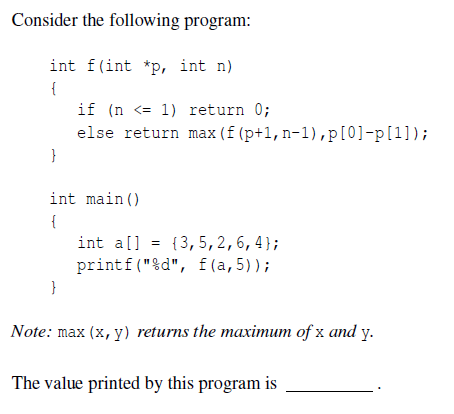 Consider the following program:
int f(int *p, int n)
{
if (n <= 1) return 0;
else return max(f(p+1,n-1),p[0]-p[1]);
}
int main()
{
int a[] = {3,5,2,6,4};
printf("%d", f(a,5));
}
Note: max(x,y) returns the maximum of x and y.
The value printed by this program is __________.